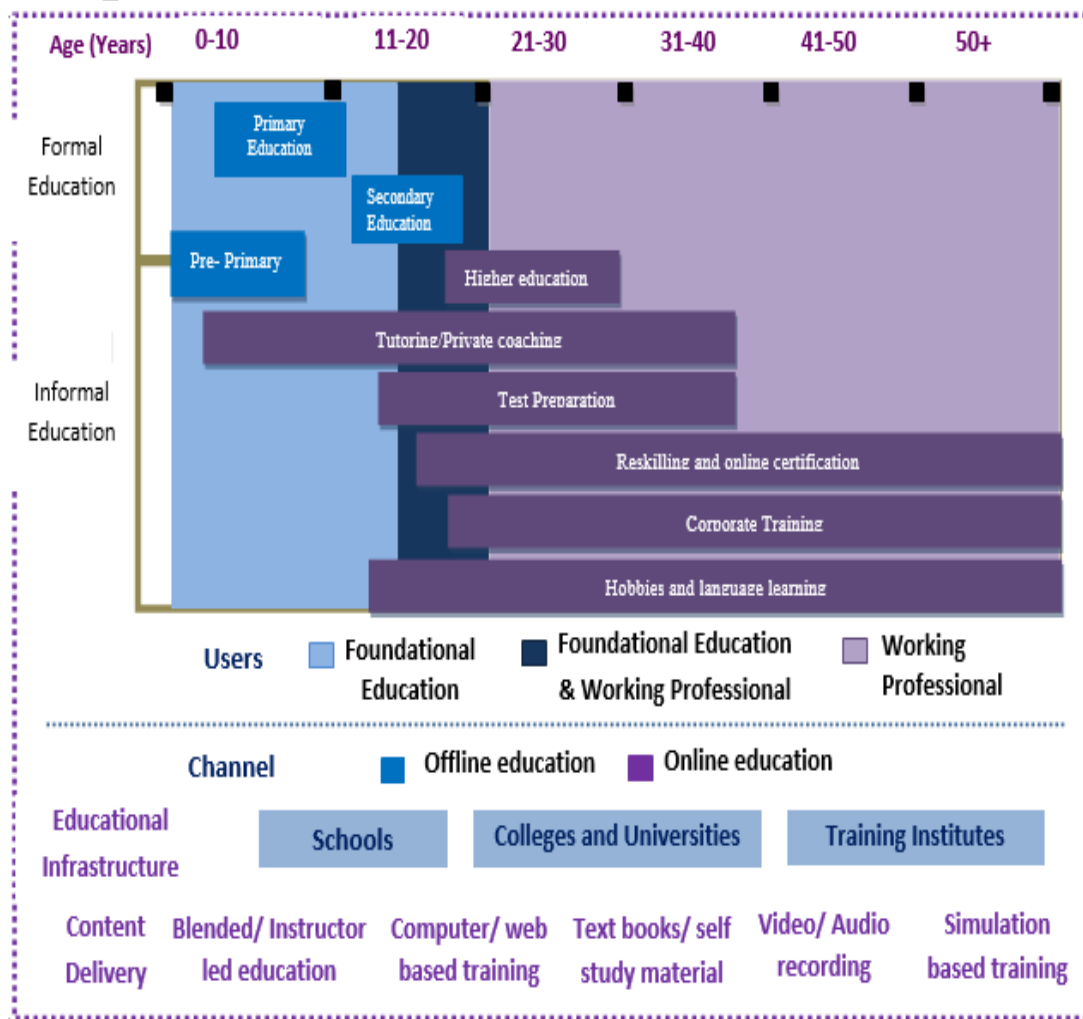 Age (Years) 0-10 11-20 21-30 31-40 41-50 50+
Formal
Education
Primary
Education
Secondary
Education
Pre- Primary
Higher education
Tutoring/Private coaching
Informal
Education
Test Preparation
Reskilling and online certification
Corporate Training
Hobbies and language learning
Users
Foundational
Education
Foundational Education
& Working Professional
Working
Professional
Channel Offline education Online education
Educational
Infrastructure
Schools Colleges and Universities Training Institutes
Content
Delivery
Blended/ Instructor
led education
Computer/ web
based training
Text books/ self
study material
Video/ Audio
recording
Simulation
based training